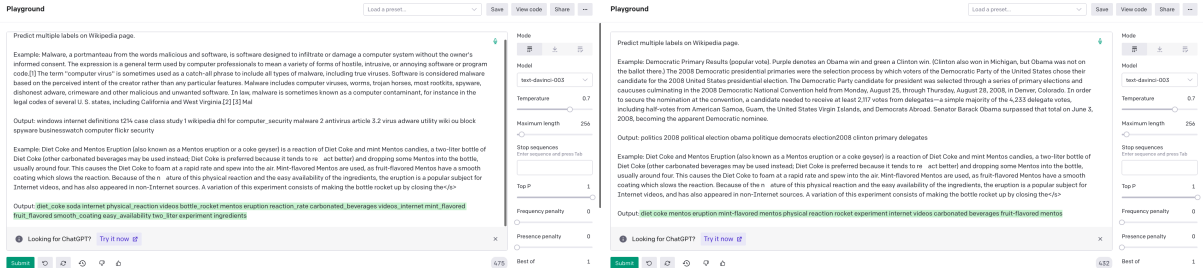 Playground
Load a preset...
Save
View code
Share
...
Predict multiple labels on Wikipedia page.
Example: Malware, a portmanteau from the words malicious and software, is software designed to infiltrate or damage a computer system without the owner's
informed consent. The expression is a general term used by computer professionals to mean a variety of forms of hostile, intrusive, or annoying software or program
code.[1] The term "computer virus" is sometimes used as a catch-all phrase to include all types of malware, including true viruses. Software is considered malware
based on the perceived intent of the creator rather than any particular features. Malware includes computer viruses, worms, trojan horses, most rootkits, spyware,
dishonest adware, crimeware and other malicious and unwanted software. In law, malware is sometimes known as a computer contaminant, for instance in the
legal codes of several U. S. states, including California and West Virginia [2] [3] Mal
Output: windows internet definitions t214 case class study 1 wikipedia dhl for computer_security malware 2 antivirus article 3.2 virus adware utility wiki ou block
spyware businesswatch computer flickr security
Example: Diet Coke and Mentos Eruption (also known as a Mentos eruption or a coke geyser) is a reaction of Diet Coke and mint Mentos candies, a two-liter bottle of
Diet Coke (other carbonated beverages may be used instead; Diet Coke is preferred because it tends to re act better) and dropping some Mentos into the bottle,
usually around four. This causes the Diet Coke to foam at a rapid rate and spew into the air. Mint-flavored Mentos are used, as fruit-flavored Mentos have a smooth
coating which slows the reaction. Because of the n ature of this experiment and the easy availability of the ingredients, the eruption is a popular subject for
Internet videos, and has also appeared in non-Internet sources. A variation of this experiment consists of making the bottle rocket up by closing the</s>
Output: diet_coke soda internet physical_reaction videos bottle_rocket mentos eruption reaction_rate carbonated_beverages videos_internet mint_flavored
fruit_flavored smooth_coating easy_availability two_liter experiment ingredients
Looking for ChatGPT? Try it now
Submit
475
Mode
Model
text-davinci-003
Temperature 0.7
Maximum length 256
Stop sequences
Enter sequence and press Tab
Top P 1
Frequency penalty 0
Presence penalty 0
Best of 1
Playground
Load a preset...
Save
View code
Share
...
Predict multiple labels on Wikipedia page.
Example: Democratic Primary Results (popular vote). Purple denotes an Obama win and green a Clinton win. (Clinton also won in Michigan, but Obama was not on
the ballot there.) The 2008 Democratic presidential primaries were the selection process by which voters of the Democratic Party of the United States chose their
candidate for the 2008 United States presidential election. The Democratic Party candidate for president was selected through a series of primary elections and
caucuses culminating in the 2008 Democratic National Convention held from Monday, August 25, through Thursday, August 28, 2008, in Denver, Colorado. In order
to secure the nomination at the convention, a candidate needed to receive at least 2,117 votes from delegates—a simple majority of the 4,233 delegate votes,
including half-votes from American Samoa, Guam, the United States Virgin Islands, and Democrats Abroad. Senator Barack Obama surpassed that total on June 3,
2008, becoming the apparent Democratic nominee.
Output: politics 2008 political election obama politique democrats election2008 clinton primary delegates
Example: Diet Coke and Mentos Eruption (also known as a Mentos eruption or a coke geyser) is a reaction of Diet Coke and mint Mentos candies, a two-liter bottle of
Diet Coke (other carbonated beverages may be used instead; Diet Coke is preferred because it tends to re act better) and dropping some Mentos into the bottle,
usually around four. This causes the Diet Coke to foam at a rapid rate and spew into the air. Mint-flavored Mentos are used, as fruit-flavored Mentos have a smooth
coating which slows the reaction. Because of the n ature of this experiment and the easy availability of the ingredients, the eruption is a popular subject for
Internet videos, and has also appeared in non-Internet sources. A variation of this experiment consists of making the bottle rocket up by closing the</s>
Output: diet coke mentos eruption mint-flavored mentos physical reaction rocket experiment internet videos carbonated beverages fruit-flavored mentos
Looking for ChatGPT? Try it now
Submit
432
Mode
Model
text-davinci-003
Temperature 0.7
Maximum length 256
Stop sequences
Enter sequence and press Tab
Top P 1
Frequency penalty 0
Presence penalty 0
Best of 1